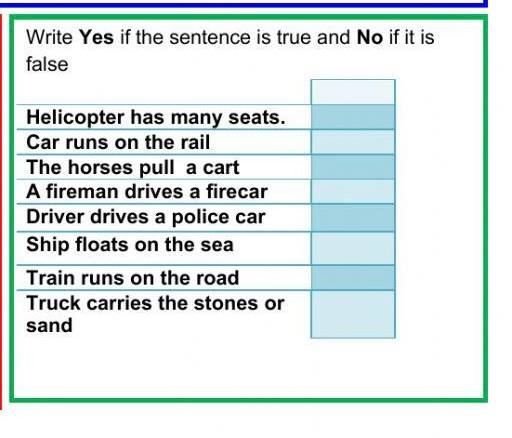 Write Yes if the sentence is true and No if it is
false
Helicopter has many seats.
Car runs on the rail
The horses pull a cart
A fireman drives a firecar
Driver drives a police car
Ship floats on the sea
Train runs on the road
Truck carries the stones or
sand